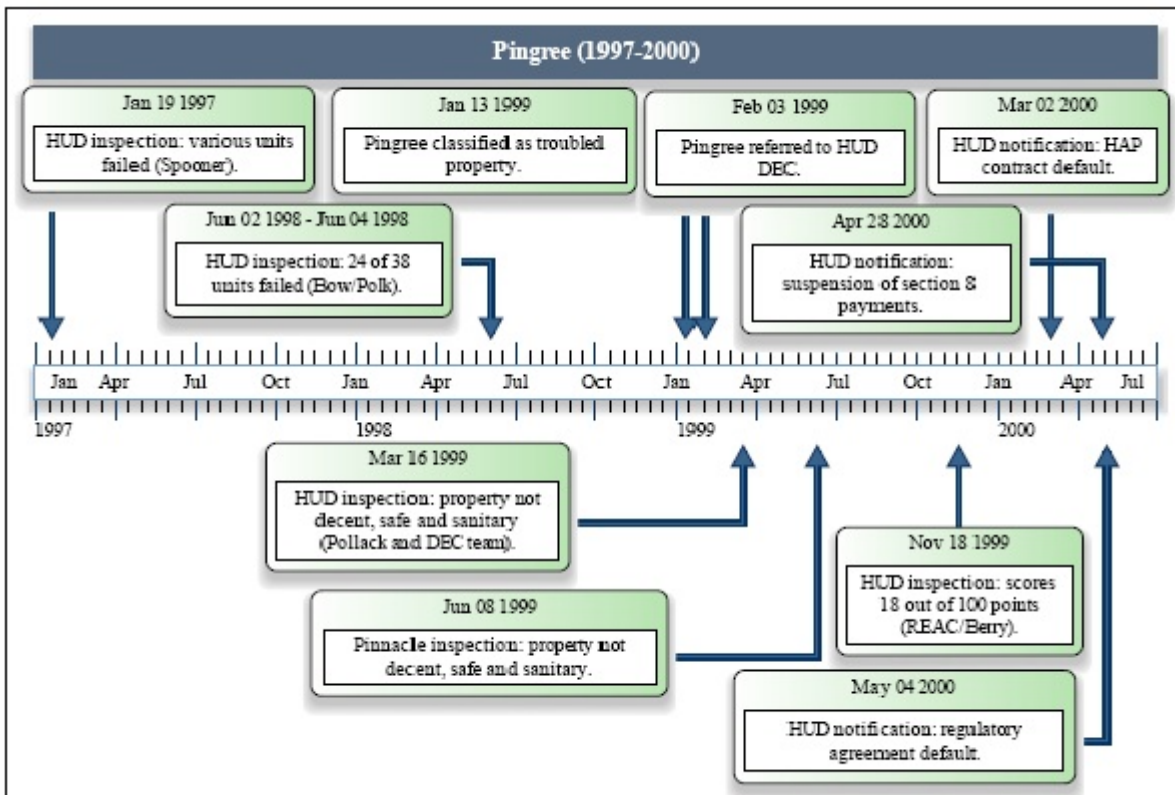 Pingree (1997-2000)
Jan 19 1997
HUD inspection: various units
failed (Spooner).
Jan 13 1999
Pingree classified as troubled
property.
Feb 03 1999
Pingree referred to HUD
DEC.
Mar 02 2000
HUD notification: HAP
contract default.
Jun 02 1998 - Jun 04 1998
HUD inspection: 24 of 38
units failed (Bow/Polk).
Apr 28 2000
HUD notification:
suspension of section 8
payments.
Jan Apr Jul Oct Jan Apr Jul Oct Jan Apr Jul Oct Jan Apr Jul
1997 1998 1999 2000
Mar 16 1999
HUD inspection: property not
decent, safe and sanitary
(Pollack and DEC team).
Jun 08 1999
Pinnacle inspection: property not
decent, safe and sanitary.
Nov 18 1999
HUD inspection: scores
18 out of 100 points
(REAC/Berry).
May 04 2000
HUD notification: regulatory
agreement default.